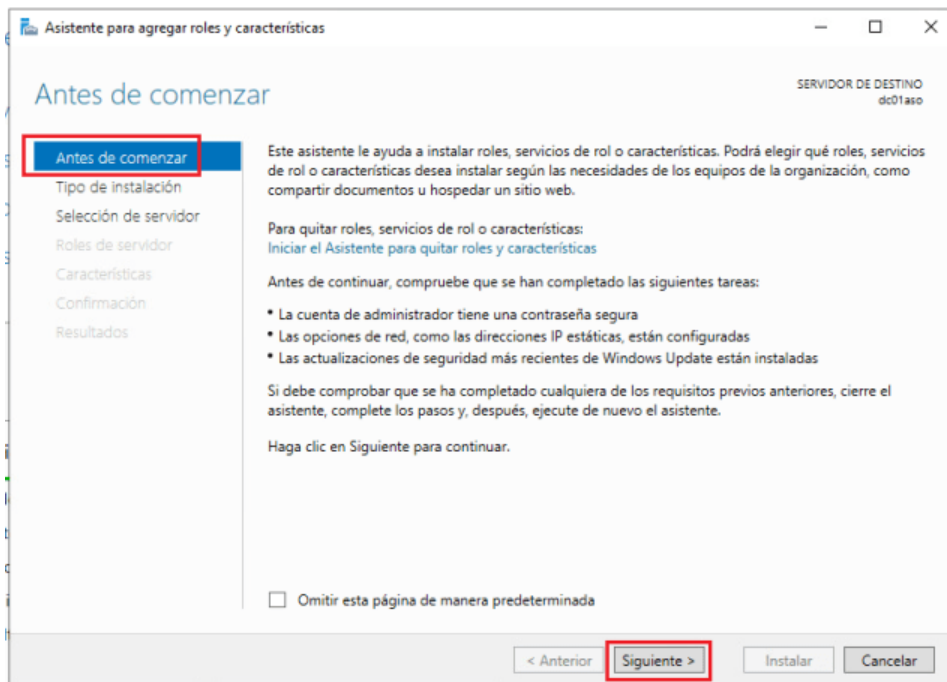 Asistente para agregar roles y características
Antes de comenzar
SERVIDOR DE DESTINO
dc01aso
Antes de comenzar
Tipo de instalación
Selección de servidor
Roles de servidor
Características
Confirmación
Resultados
Este asistente le ayuda a instalar roles, servicios de rol o características. Podrá elegir qué roles, servicios
de rol o características desea instalar según las necesidades de los equipos de la organización, como
compartir documentos u hospedar un sitio web.
Para quitar roles, servicios de rol o características:
Iniciar el Asistente para quitar roles y características
Antes de continuar, compruebe que se han completado las siguientes tareas:
• La cuenta de administrador tiene una contraseña segura
• Las opciones de red, como las direcciones IP estáticas, están configuradas
• Las actualizaciones de seguridad más recientes de Windows Update están instaladas
Si debe comprobar que se ha completado cualquiera de los requisitos previos anteriores, cierre el
asistente, complete los pasos y, después, ejecute de nuevo el asistente.
Haga clic en Siguiente para continuar.
Omitir esta página de manera predeterminada
< Anterior Siguiente > Instalar Cancelar